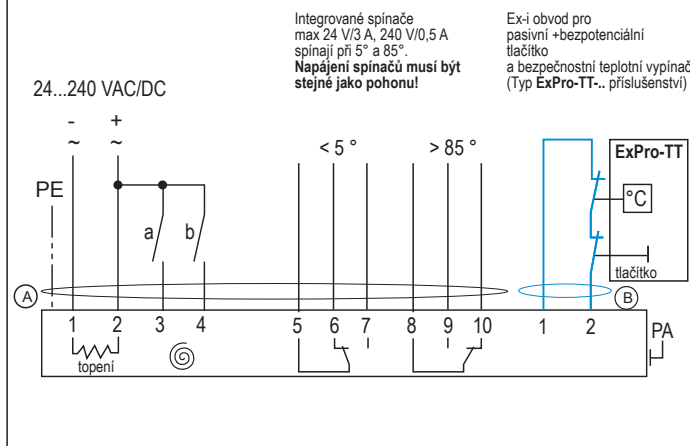 Integrované spínače
max 24 V/3 A, 240 V/0,5 A
spínají při 5° a 85°.
Napájení spínačů musí být
stejné jako pohonu!
Ex-i obvod pro
pasivní +bezpotenciální
tlačítko
a bezpečnostní teplotní vypínač
(Typ ExPro-TT-.. příslušenství)
24...240 VAC/DC
- +
~ ~
< 5 ° > 85 °
ExPro-TT
PE
°C
a b
tlačítko
A B
1 2 3 4 5 6 7 8 9 10 1 2 PA
topení